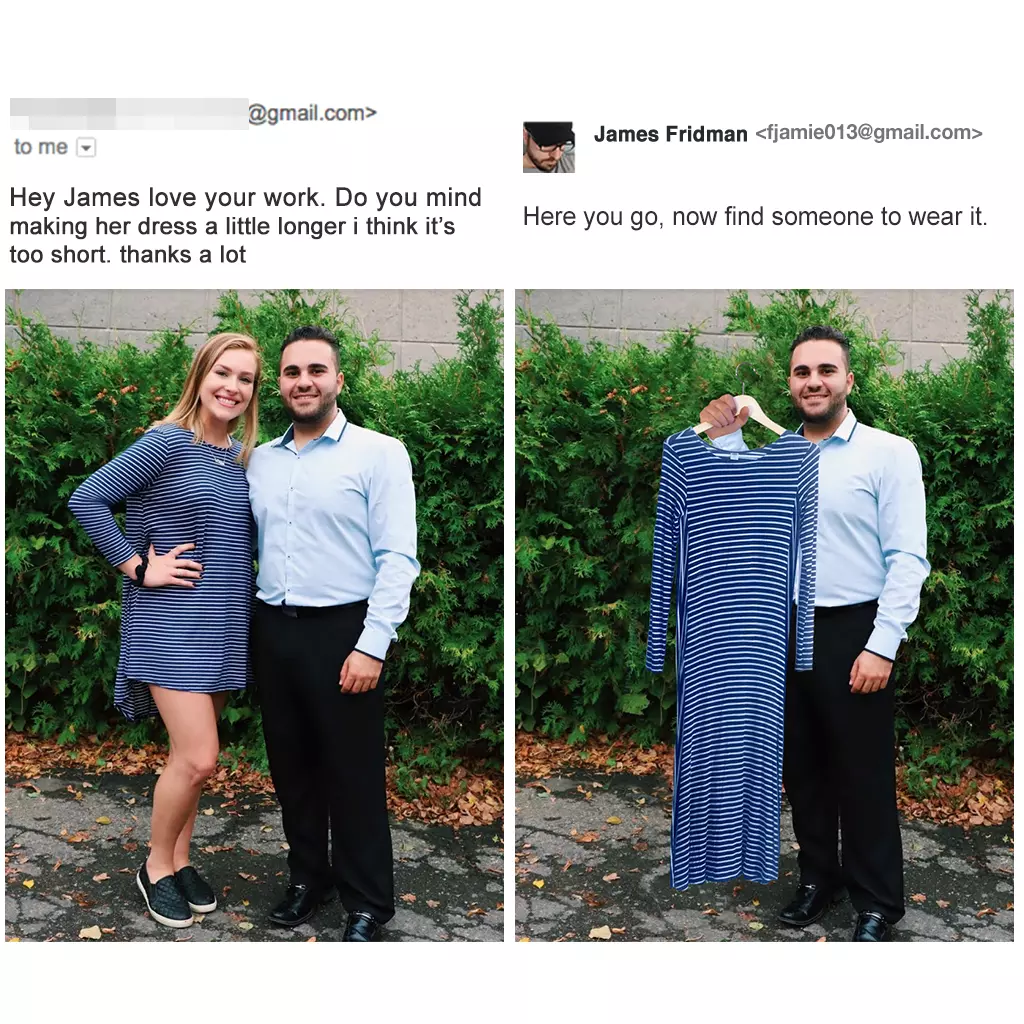 @gmail.com>
to me
Hey James love your work. Do you mind
making her dress a little longer i think it's
too short. thanks a lot
James Fridman <fjamie013@gmail.com>
Here you go, now find someone to wear it.